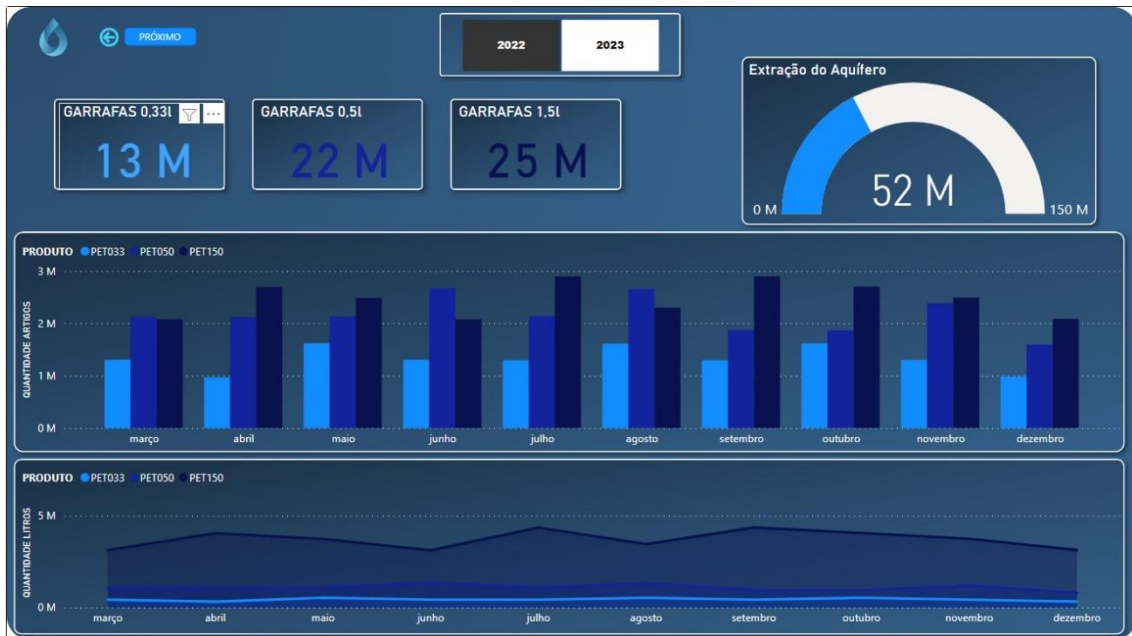 PRÓXIMO
2022
2023
Extração do Aquífero
52 M
0 M
150 M
GARRAFAS 0,33l
13 M
GARRAFAS 0,5l
22 M
GARRAFAS 1,5l
25 M
PRODUTO PET033 PET050 PET150
QUANTIDADE ARTIGOS
3 M
2 M
1 M
0 M
março abril maio junho julho agosto setembro outubro novembro dezembro
PRODUTO PET033 PET050 PET150
QUANTIDADE LITROS
5 M
0 M
março abril maio junho julho agosto setembro outubro novembro dezembro